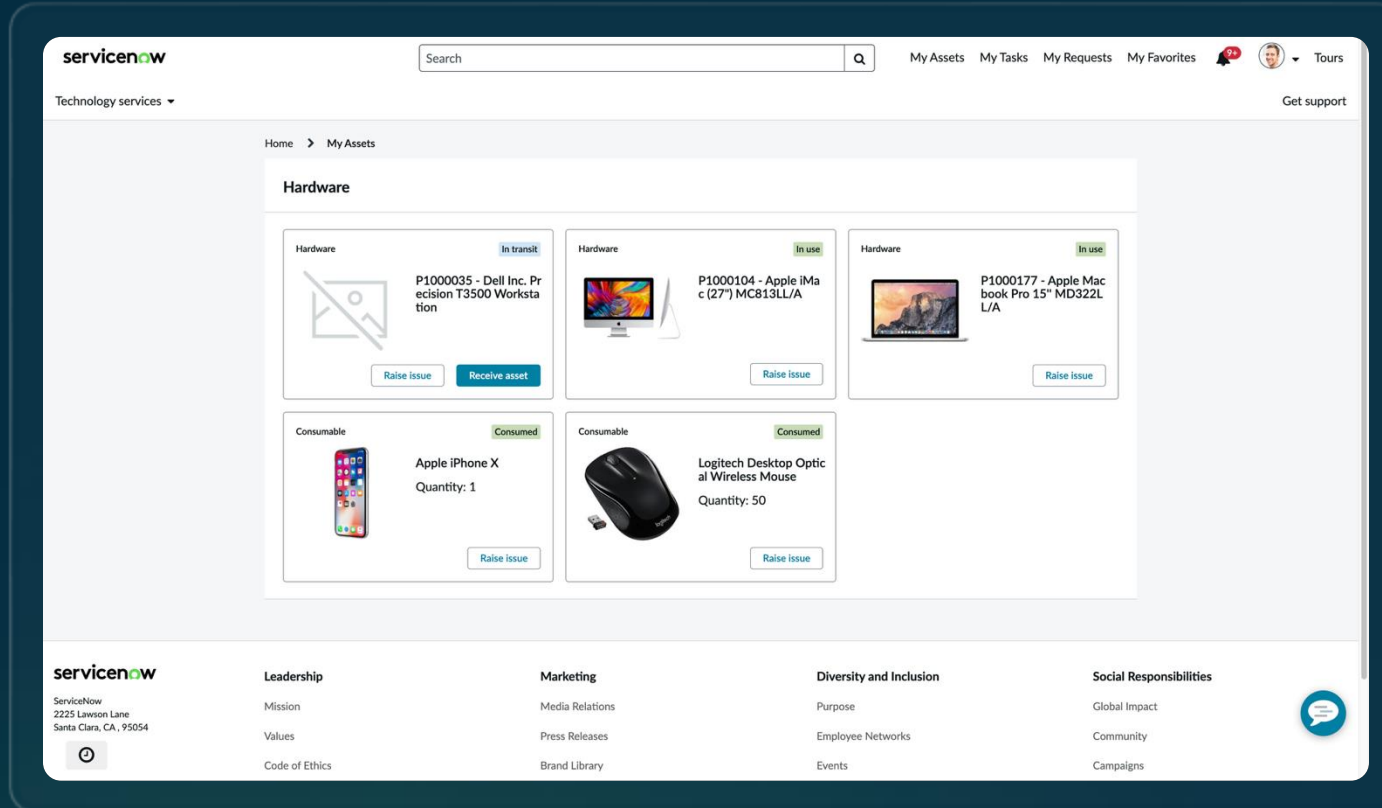 servicenow
Search
My Assets
My Tasks
My Requests
My Favorites
9+
Tours
Technology services
Get support
Home
My Assets
Hardware
Hardware
In transit
P1000035 - Dell Inc. Pr
ecision T3500 Worksta
tion
Raise issue
Receive asset
Hardware
In use
P1000104 - Apple iMa
c (27") MC813LL/A
Raise issue
Hardware
In use
P1000177 - Apple Mac
book Pro 15" MD322L
L/A
Raise issue
Consumable
Consumed
Apple iPhone X
Quantity: 1
Raise issue
Consumable
Consumed
logitech
Logitech Desktop Optic
al Wireless Mouse
Quantity: 50
Raise issue
servicenow
ServiceNow
2225 Lawson Lane
Santa Clara, CA , 95054
Leadership
Mission
Values
Code of Ethics
Marketing
Media Relations
Press Releases
Brand Library
Diversity and Inclusion
Purpose
Employee Networks
Events
Social Responsibilities
Global Impact
Community
Campaigns